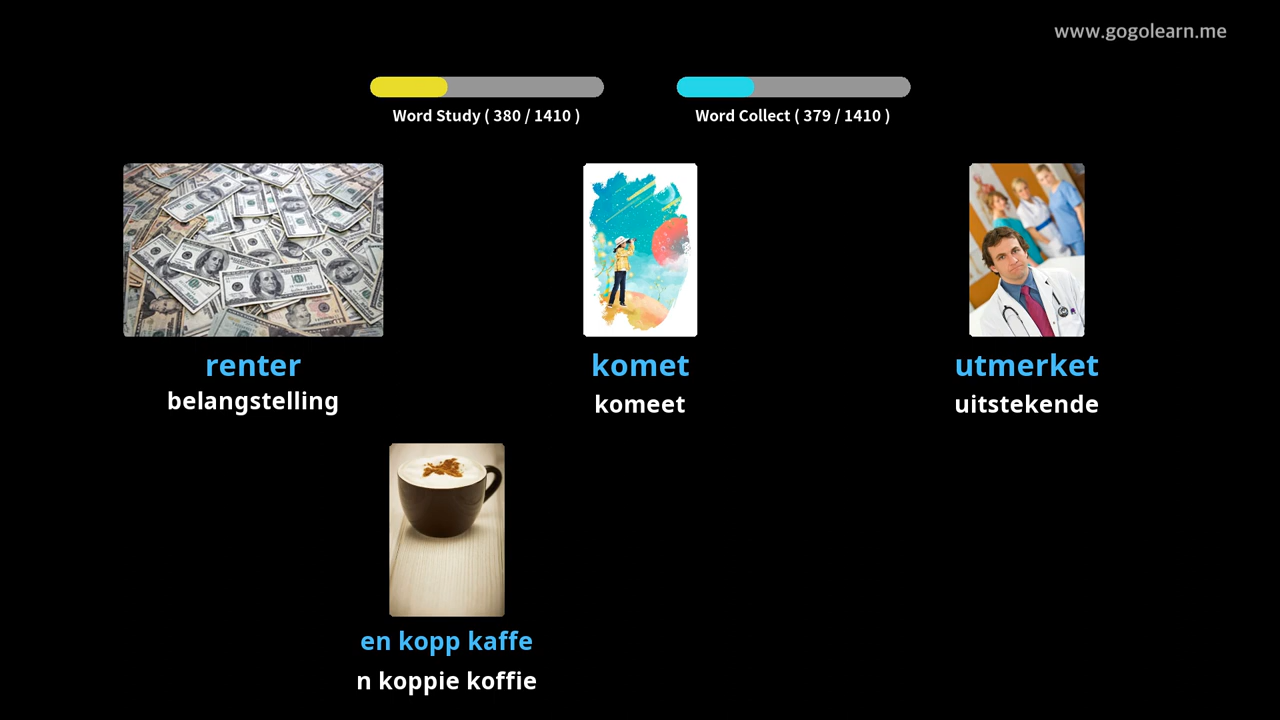 www.gogolearn.me
Word Study ( 380 / 1410 )
Word Collect ( 379 / 1410 )
renter
belangstelling
komet
komeet
utmerket
uitstekende
en kopp kaffe
n koppie koffie